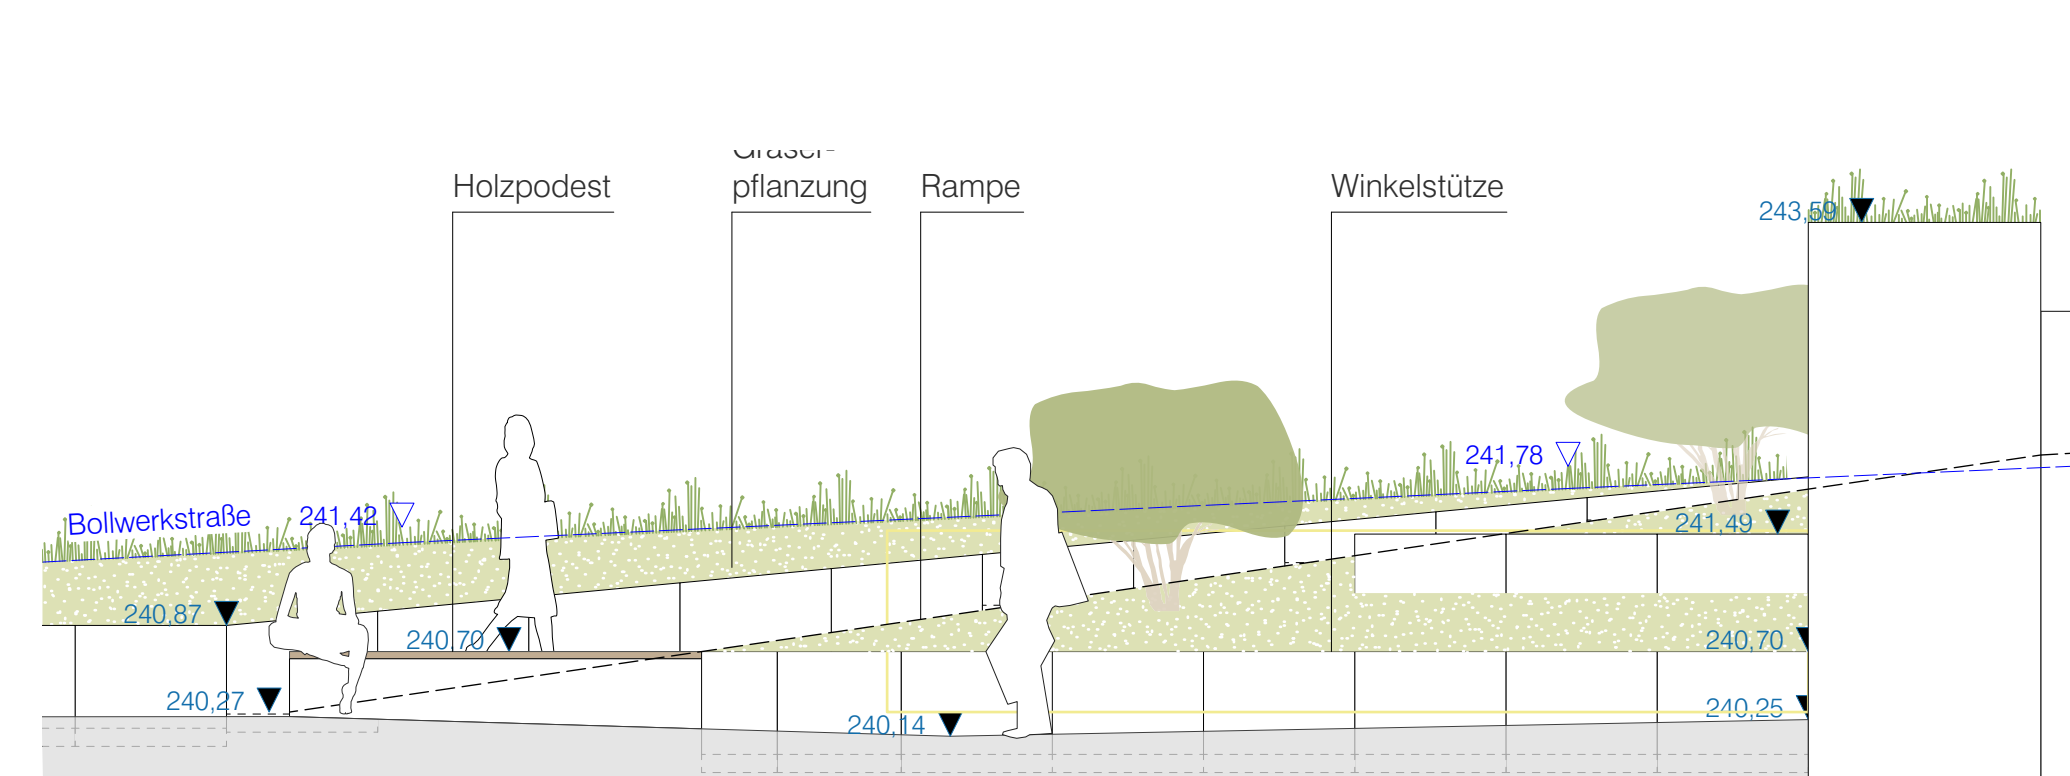 Gräser-
Holzpodest
pflanzung
Rampe
Winkelstütze
243,59
241,78
Bollwerkstraße
241,42
241,49
240,87
240,70
240,70
240,27
240,14
240,25